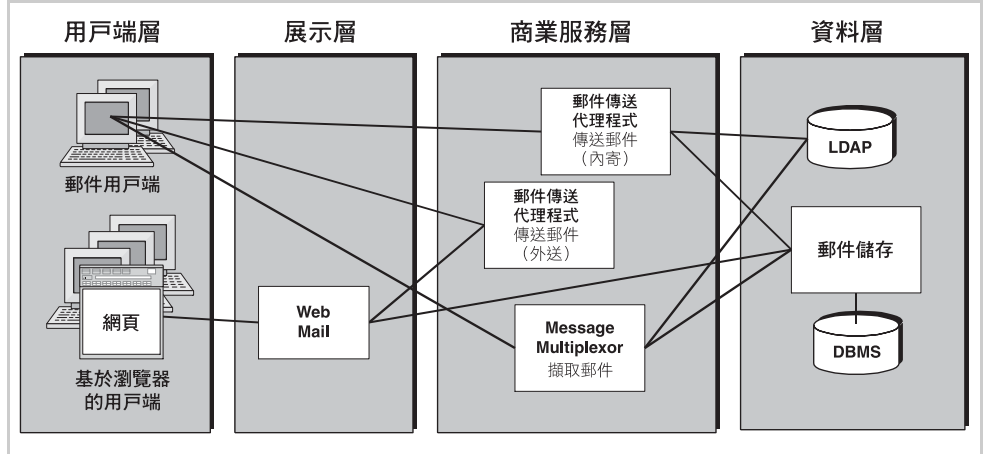 用戶端層
展示層
商業服務層
資料層
郵件用戶端
網頁
基於瀏覽器
的用戶端
Web
Mail
郵件傳送
代理程式
傳送郵件
（內寄）
郵件傳送
代理程式
傳送郵件
（外送）
Message
Multiplexor
擷取郵件
LDAP
郵件儲存
DBMS